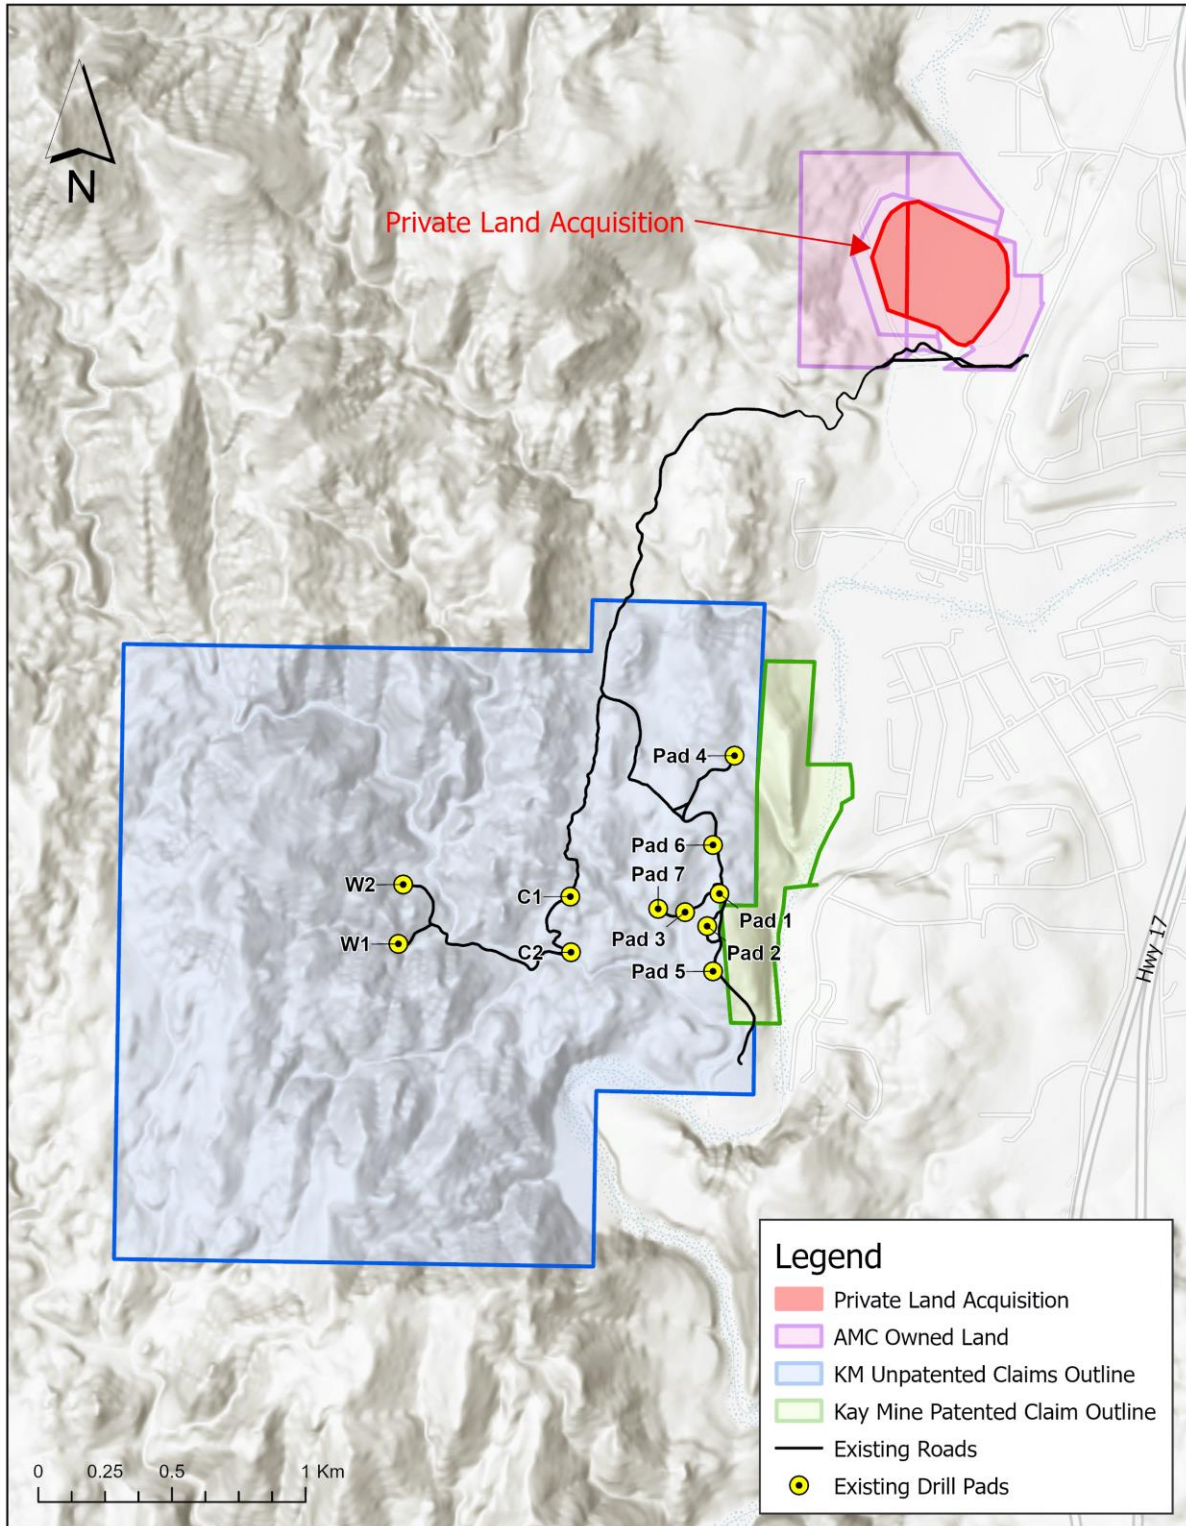 N
Private Land Acquisition
Pad 4
Pad 6
Pad 7
W2
C1
Pad 1
Pad 3
W1
C2
Pad 2
Pad 5
Hwy 17
Legend
Private Land Acquisition
AMC Owned Land
KM Unpatented Claims Outline
Kay Mine Patented Claim Outline
Existing Roads
Existing Drill Pads
0 0.25 0.5 1 Km